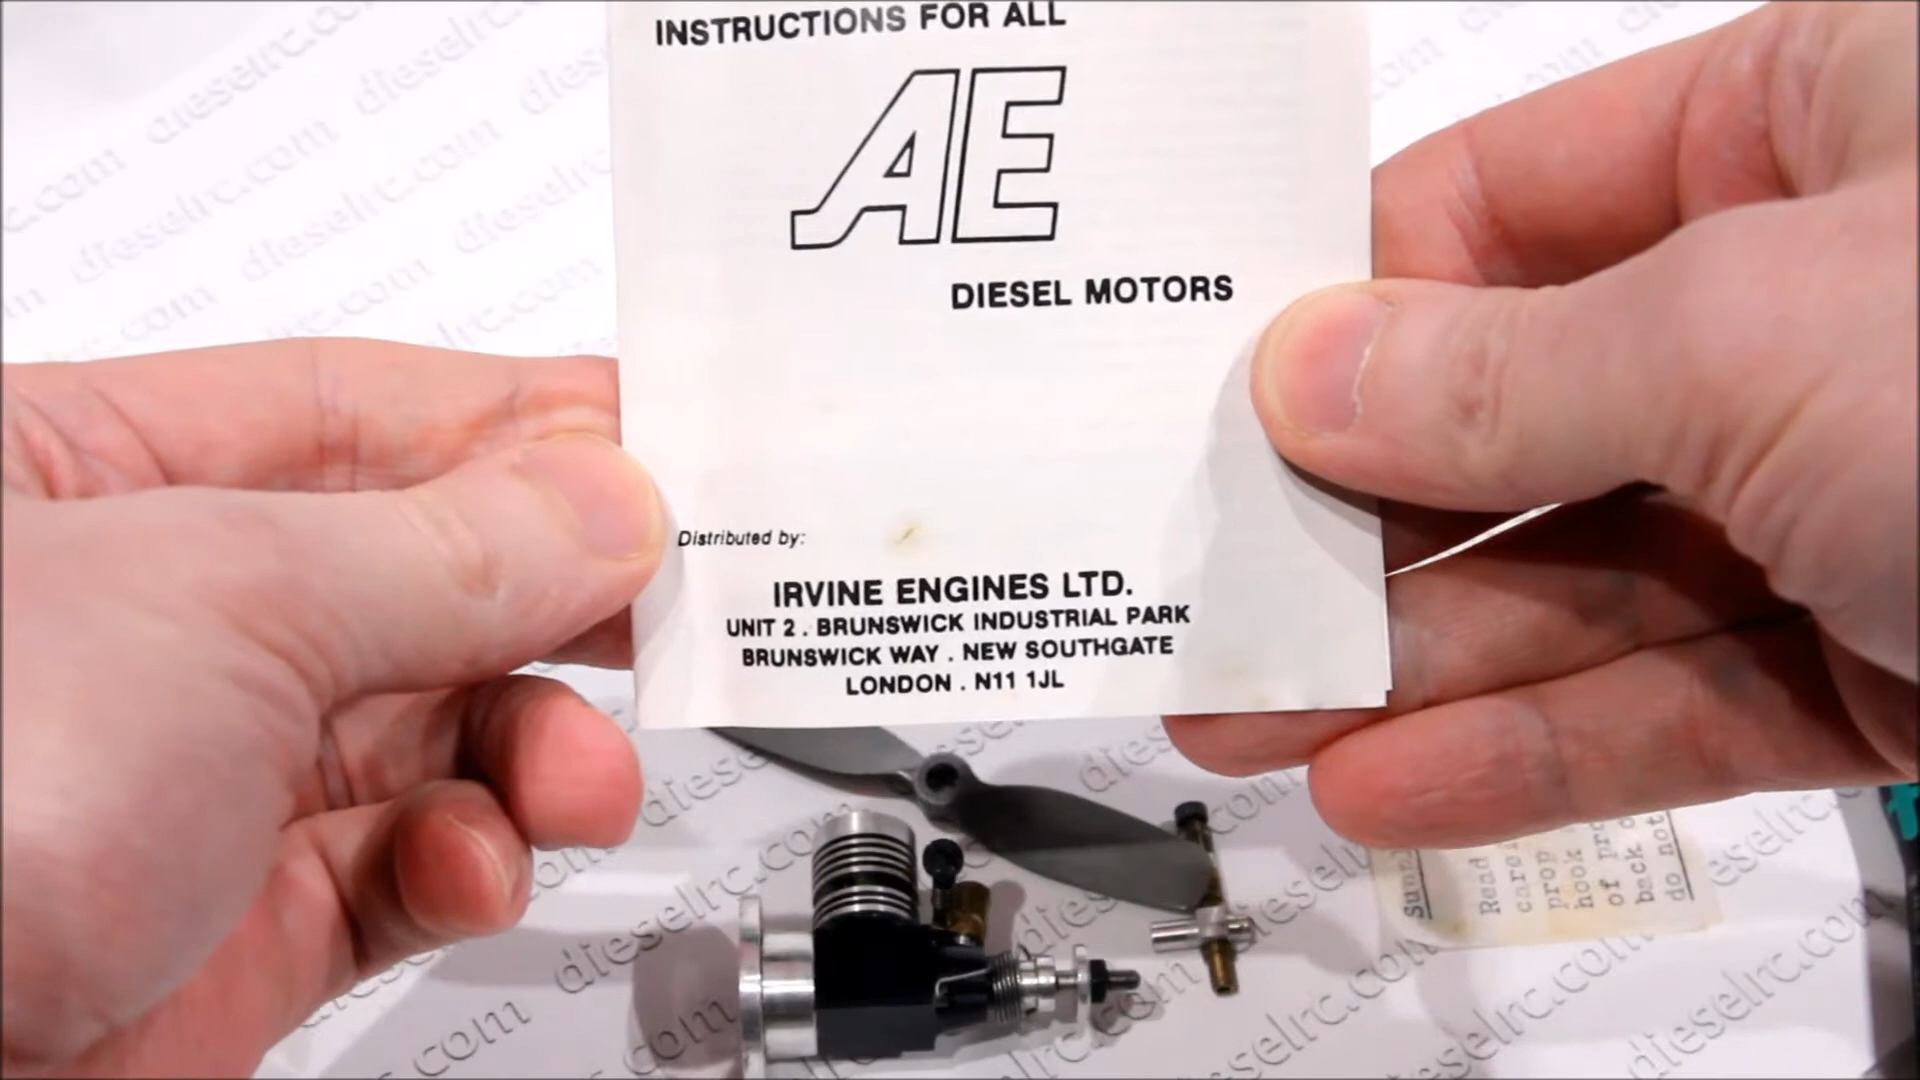 INSTRUCTIONS FOR ALL
AE
DIESEL MOTORS
Distributed by:
IRVINE ENGINES LTD.
UNIT 2 . BRUNSWICK INDUSTRIAL PARK
BRUNSWICK WAY . NEW SOUTHGATE
LONDON . N11 1JL
Read
prop
hook
of
back
do not
dieselrc.com